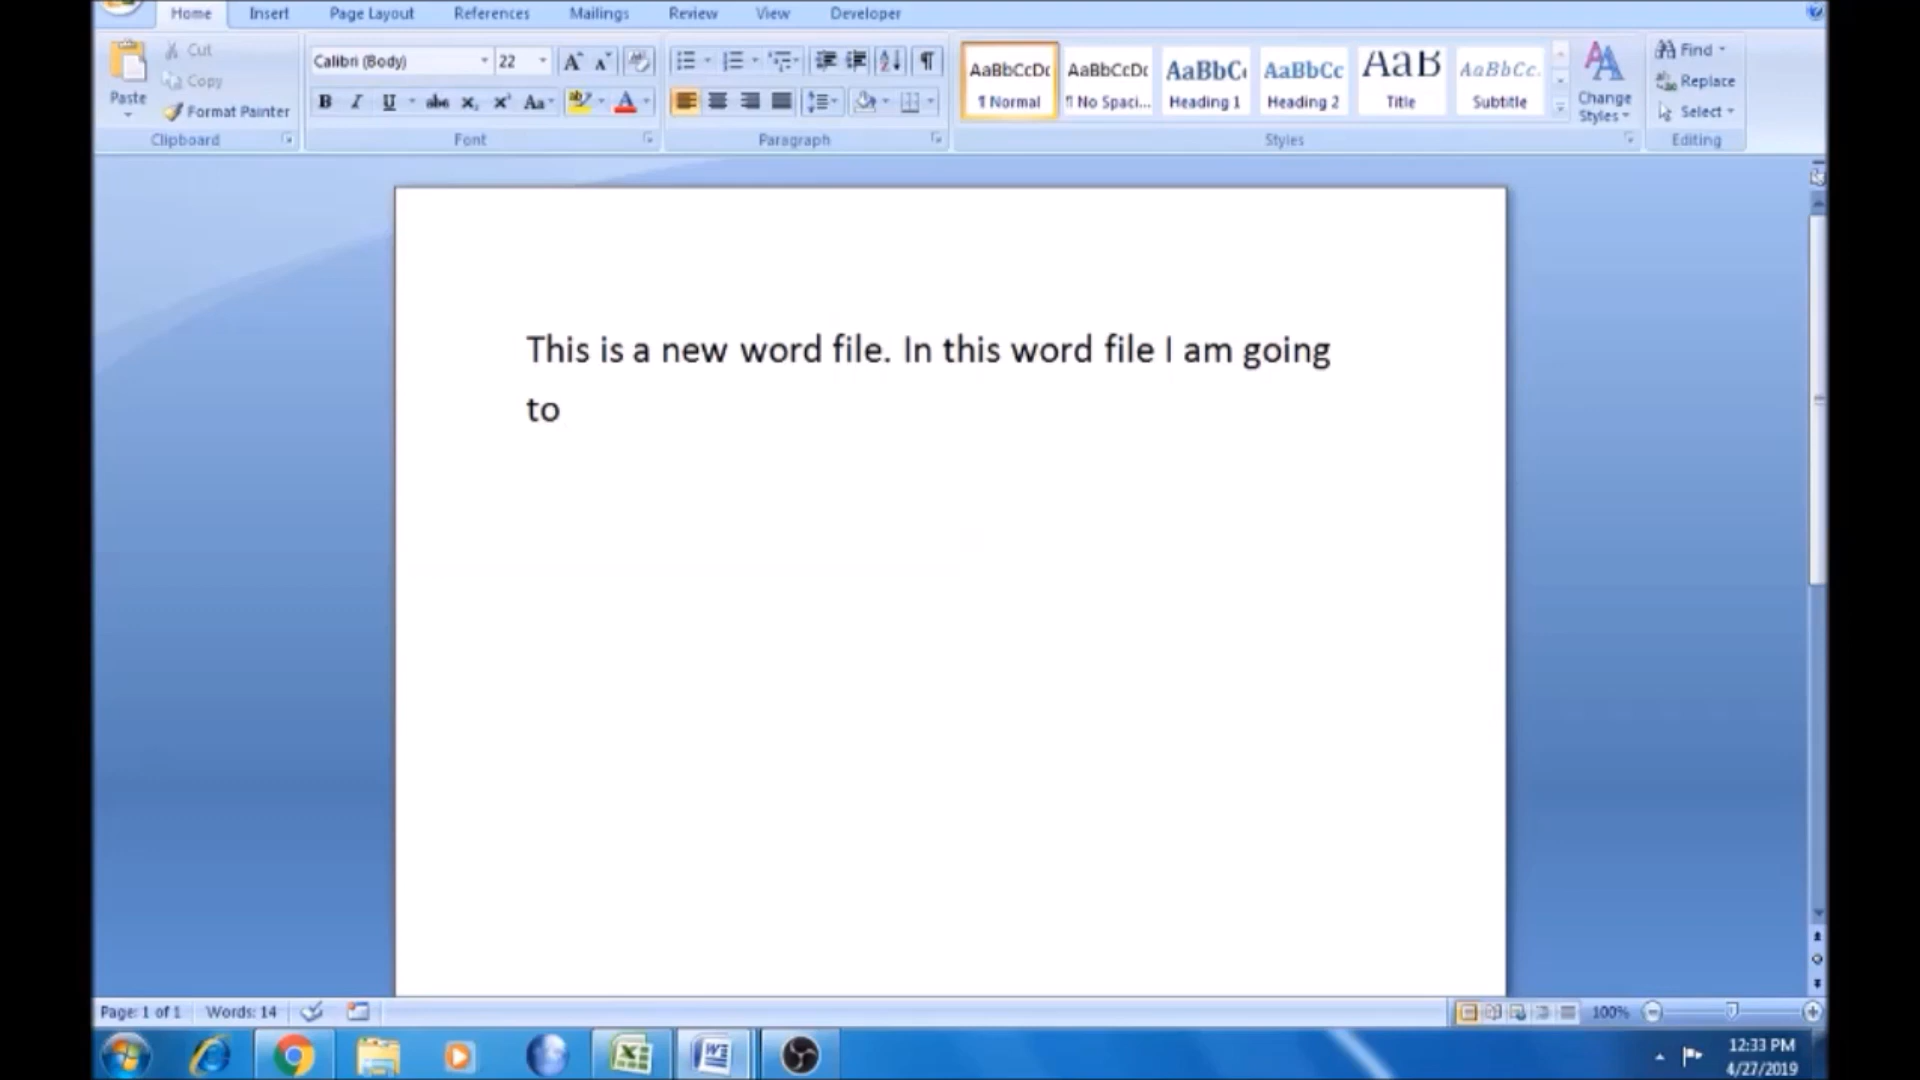 Home Insert Page Layout References Mailings Review View Developer
Paste Cut Copy Format Painter
Clipboard
Calibri (Body) 22
B I U abc x₂ x² Aa
Font
Paragraph
AaBbCcDc AaBbCcDc AaBbC AaBbCc AaB AaBbCc.
¶ Normal ¶ No Spaci... Heading 1 Heading 2 Title Subtitle
Change Styles
Styles
Find
Replace
Select
Editing
This is a new word file. In this word file I am going
to
Page: 1 of 1 Words: 14 100%
12:33 PM
4/27/2019